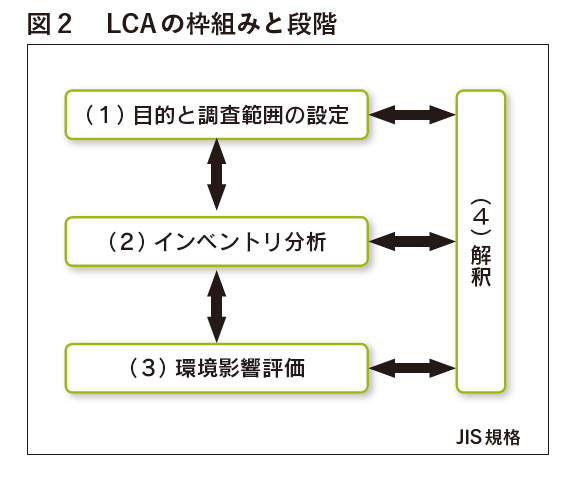 図2 LCAの枠組みと段階
（1）目的と調査範囲の設定
（2）インベントリ分析
（3）環境影響評価
（4）解釈
JIS規格